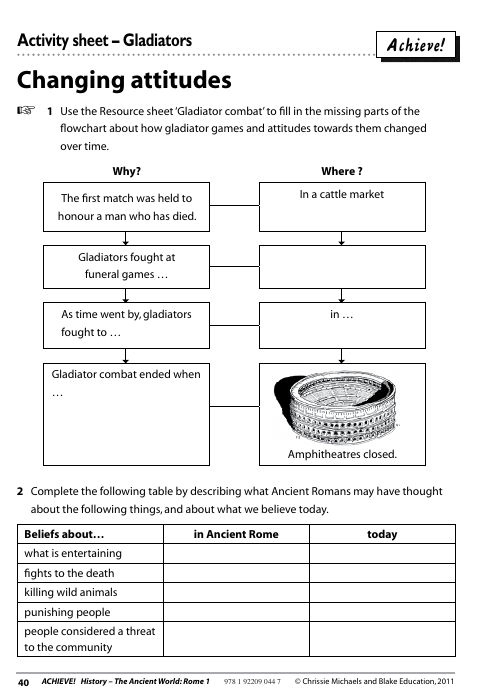 Activity sheet – Gladiators
Achieve!
Changing attitudes
1 Use the Resource sheet ‘Gladiator combat’ to fill in the missing parts of the
flowchart about how gladiator games and attitudes towards them changed
over time.
Why?
Where ?
The first match was held to
honour a man who has died.
In a cattle market
Gladiators fought at
funeral games …
As time went by, gladiators
fought to …
in …
Gladiator combat ended when
…
Amphitheatres closed.
2 Complete the following table by describing what Ancient Romans may have thought
about the following things, and about what we believe today.
Beliefs about… in Ancient Rome today
what is entertaining
fights to the death
killing wild animals
punishing people
people considered a threat
to the community
40 ACHIEVE! History – The Ancient World: Rome 1 978 1 92209 044 7 © Chrissie Michaels and Blake Education, 2011